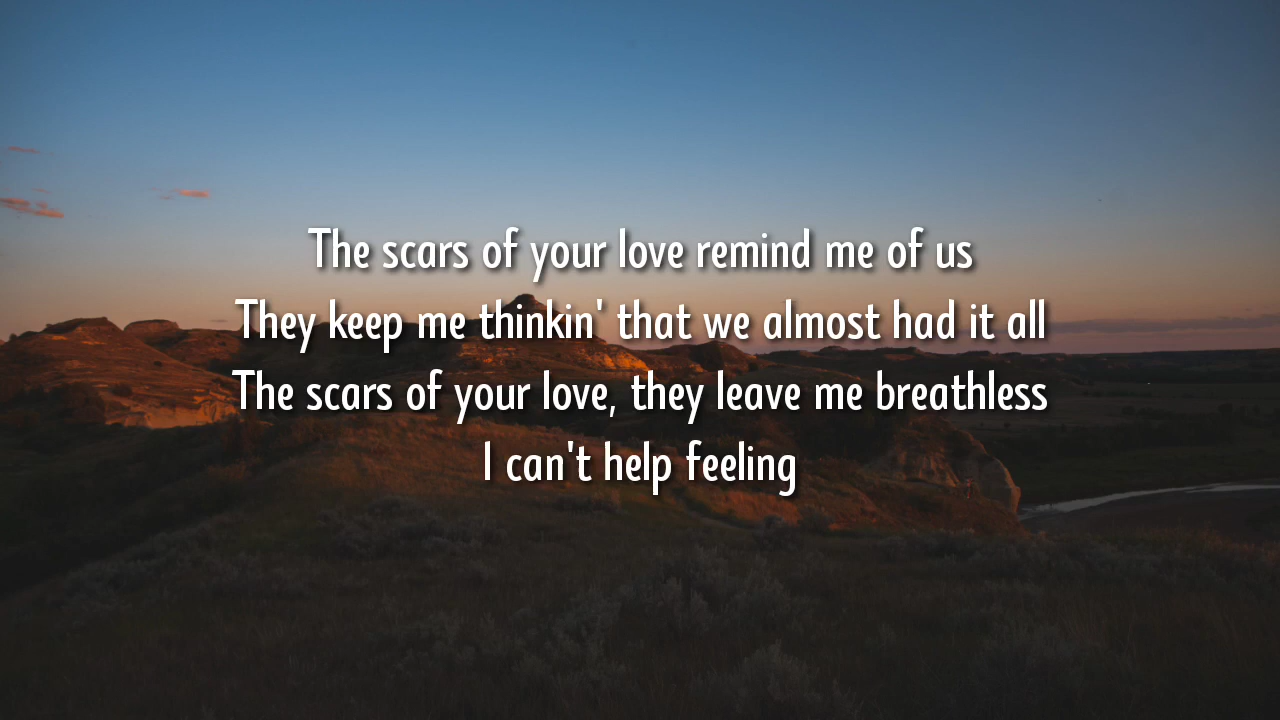 The scars of your love remind me of us
They keep me thinkin' that we almost had it all
The scars of your love, they leave me breathless
I can't help feeling